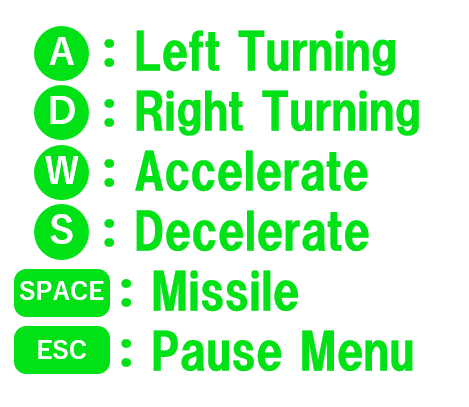 A : Left Turning
D : Right Turning
W : Accelerate
S : Decelerate
SPACE : Missile
ESC : Pause Menu